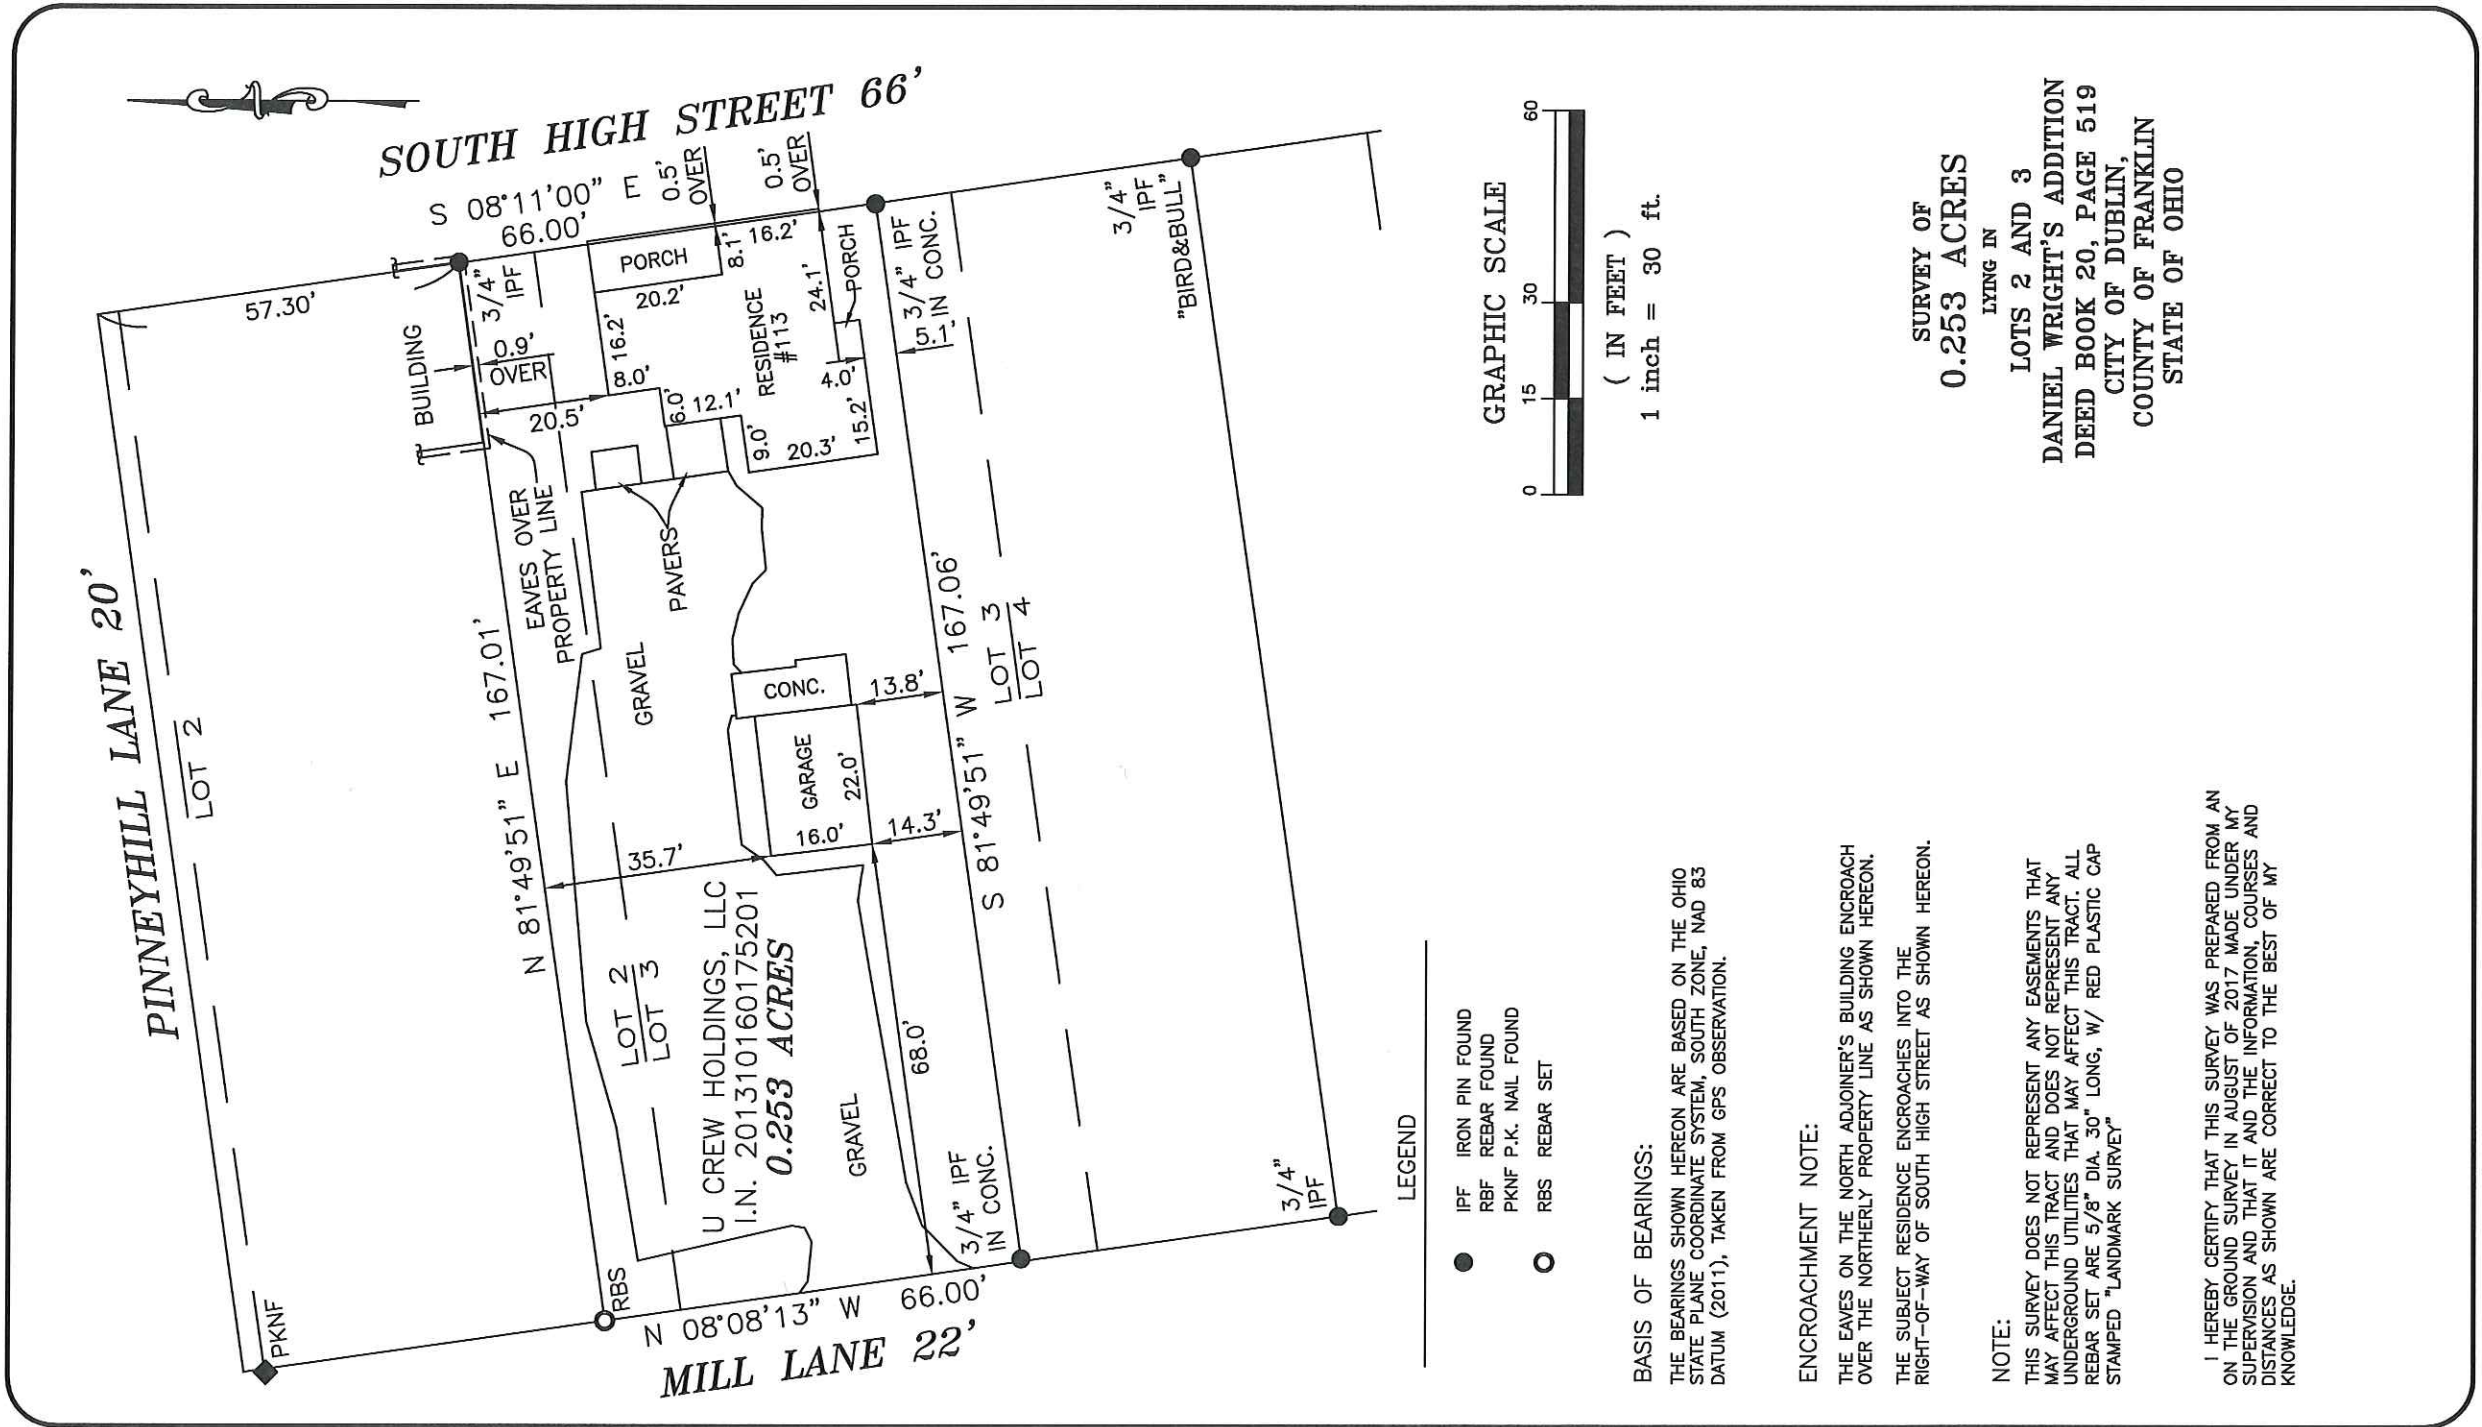 PINNEYHILL LANE 20'
LOT 2
57.30'
BUILDING
SOUTH HIGH STREET 66'
S 08°11'00" E
66.00'
0.5'
OVER
0.5'
OVER
3/4"
IPF
0.9'
OVER
20.5'
PORCH
8.1'
16.2'
20.2'
16.2'
8.0'
6.0'
12.1'
9.0'
20.3'
15.2'
4.0'
24.1'
RESIDENCE
#113
PORCH
3/4" IPF
IN CONC.
5.1'
3/4"
IPF
"BIRD&BULL"
N 81°49'51" E 167.01'
EAVES OVER
PROPERTY LINE
PAVERS
GRAVEL
CONC.
13.8'
GARAGE
22.0'
16.0'
14.3'
35.7'
S 81°49'51" W 167.06'
LOT 3
LOT 4
LOT 2
LOT 3
U CREW HOLDINGS, LLC
I.N. 201310160175201
0.253 ACRES
68.0'
GRAVEL
3/4" IPF
IN CONC.
3/4"
IPF
PKNF
RBS
N 08°08'13" W 66.00'
MILL LANE 22'
LEGEND
IPF IRON PIN FOUND
RBF REBAR FOUND
PKNF P.K. NAIL FOUND
RBS REBAR SET
GRAPHIC SCALE
0 15 30 60
( IN FEET )
1 inch = 30 ft.
BASIS OF BEARINGS:
THE BEARINGS SHOWN HEREON ARE BASED ON THE OHIO
STATE PLANE COORDINATE SYSTEM, SOUTH ZONE, NAD 83
DATUM (2011), TAKEN FROM GPS OBSERVATION.
ENCROACHMENT NOTE:
THE EAVES ON THE NORTH ADJOINER'S BUILDING ENCROACH
OVER THE NORTHERLY PROPERTY LINE AS SHOWN HEREON.
THE SUBJECT RESIDENCE ENCROACHES INTO THE
RIGHT-OF-WAY OF SOUTH HIGH STREET AS SHOWN HEREON.
NOTE:
THIS SURVEY DOES NOT REPRESENT ANY EASEMENTS THAT
MAY AFFECT THIS TRACT AND DOES NOT REPRESENT ANY
UNDERGROUND UTILITIES THAT MAY AFFECT THIS TRACT. ALL
REBAR SET ARE 5/8" DIA. 30" LONG, W/ RED PLASTIC CAP
STAMPED "LANDMARK SURVEY"
I HEREBY CERTIFY THAT THIS SURVEY WAS PREPARED FROM AN
ON THE GROUND SURVEY IN AUGUST OF 2017 MADE UNDER MY
SUPERVISION AND THAT IT AND THE INFORMATION, COURSES AND
DISTANCES AS SHOWN ARE CORRECT TO THE BEST OF MY
KNOWLEDGE.
SURVEY OF
0.253 ACRES
LYING IN
LOTS 2 AND 3
DANIEL WRIGHT'S ADDITION
DEED BOOK 20, PAGE 519
CITY OF DUBLIN,
COUNTY OF FRANKLIN
STATE OF OHIO